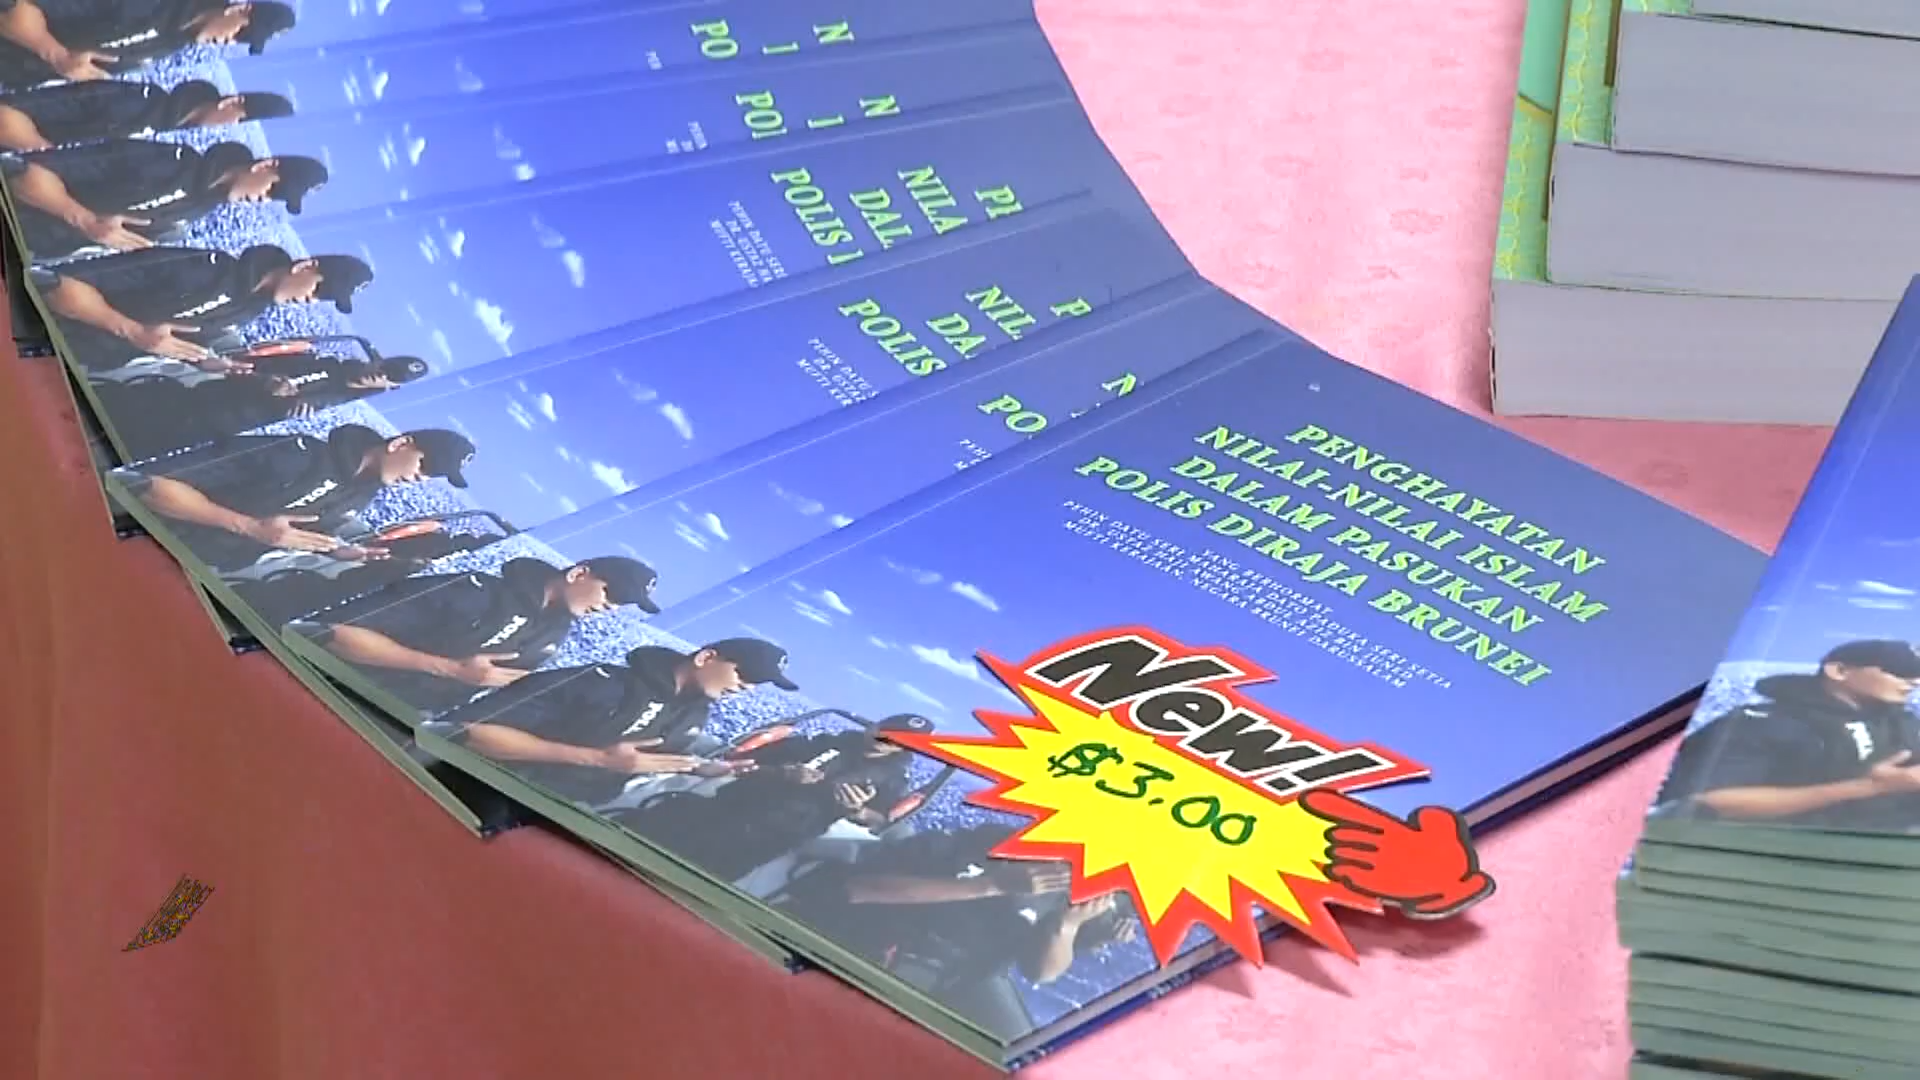 PENGHAYATAN
NILAI-NILAI ISLAM
DALAM PASUKAN
POLIS DIRAJA BRUNEI
YANG BERHORMAT
PEHIN DATU SERI MAHARAJA DATO PADUKA SERI SETIA
DR. USTAZ HAJI AWANG ABDUL AZIZ BIN JUNED
MUFTI KERAJAAN, NEGARA BRUNEI DARUSSALAM
New!
$3.00